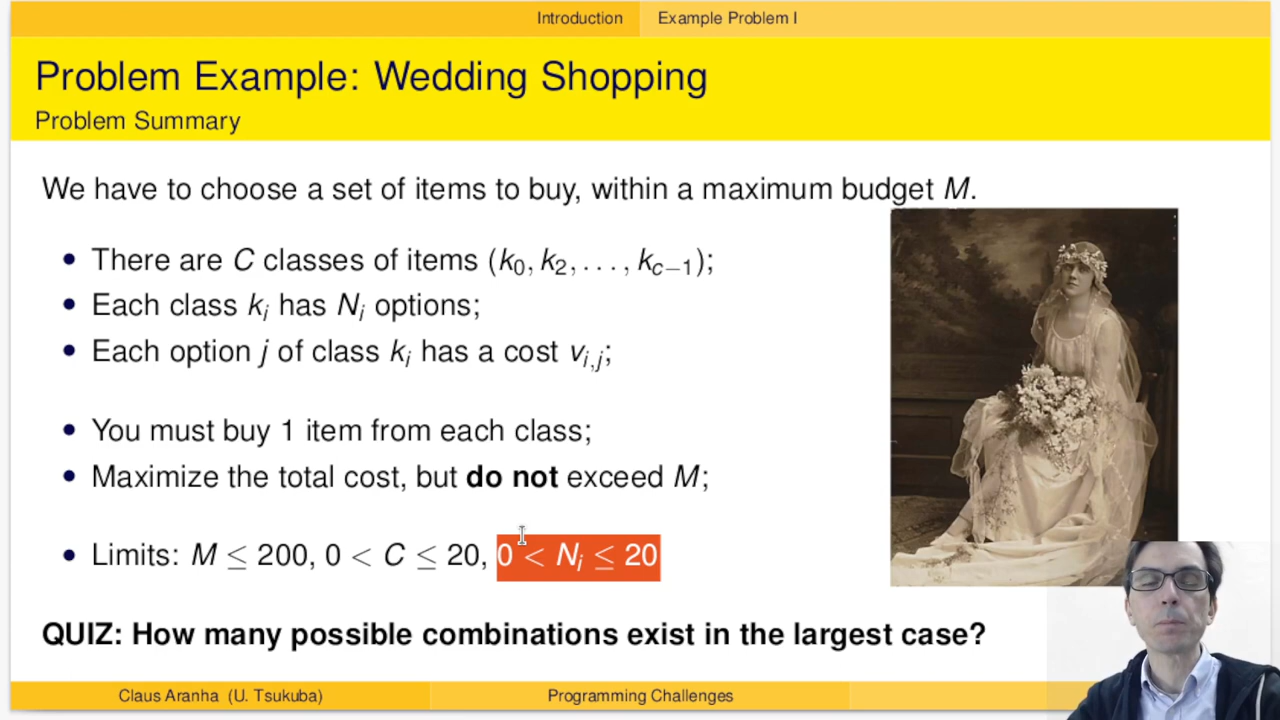 Introduction Example Problem I
Problem Example: Wedding Shopping
Problem Summary
We have to choose a set of items to buy, within a maximum budget M.
• There are C classes of items (k₀, k₂, . . . , k_{c−1});
• Each class kᵢ has Nᵢ options;
• Each option j of class kᵢ has a cost v_{i,j};
• You must buy 1 item from each class;
• Maximize the total cost, but do not exceed M;
• Limits: M ≤ 200, 0 < C ≤ 20, 0 < Nᵢ ≤ 20
QUIZ: How many possible combinations exist in the largest case?
Claus Aranha (U. Tsukuba) Programming Challenges